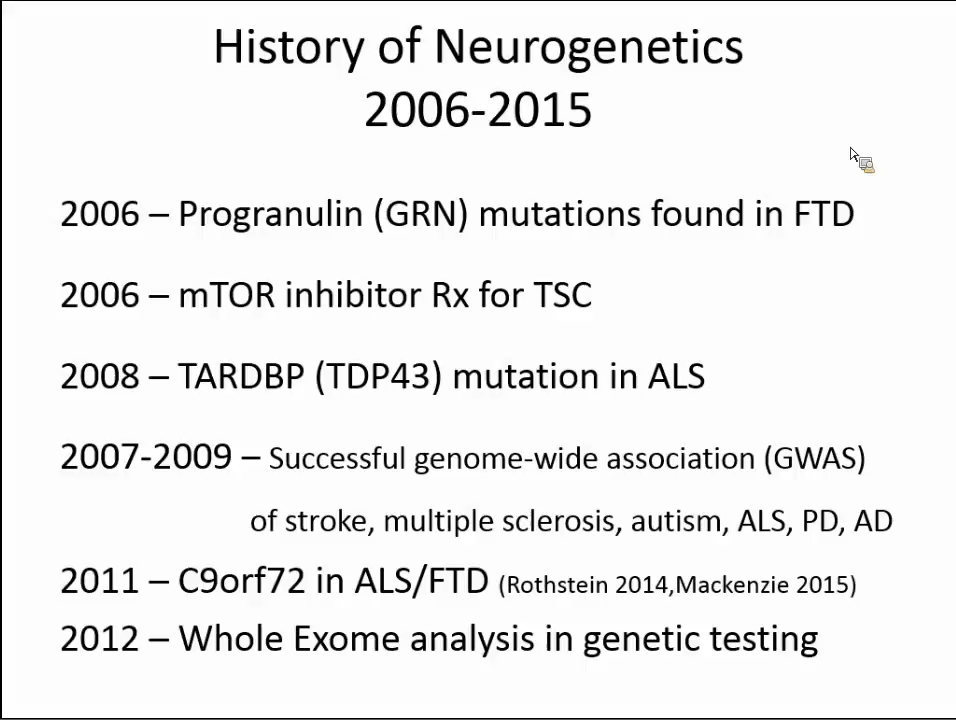 History of Neurogenetics
2006-2015
2006 – Progranulin (GRN) mutations found in FTD
2006 – mTOR inhibitor Rx for TSC
2008 – TARDBP (TDP43) mutation in ALS
2007-2009 – Successful genome-wide association (GWAS)
of stroke, multiple sclerosis, autism, ALS, PD, AD
2011 – C9orf72 in ALS/FTD (Rothstein 2014,Mackenzie 2015)
2012 – Whole Exome analysis in genetic testing